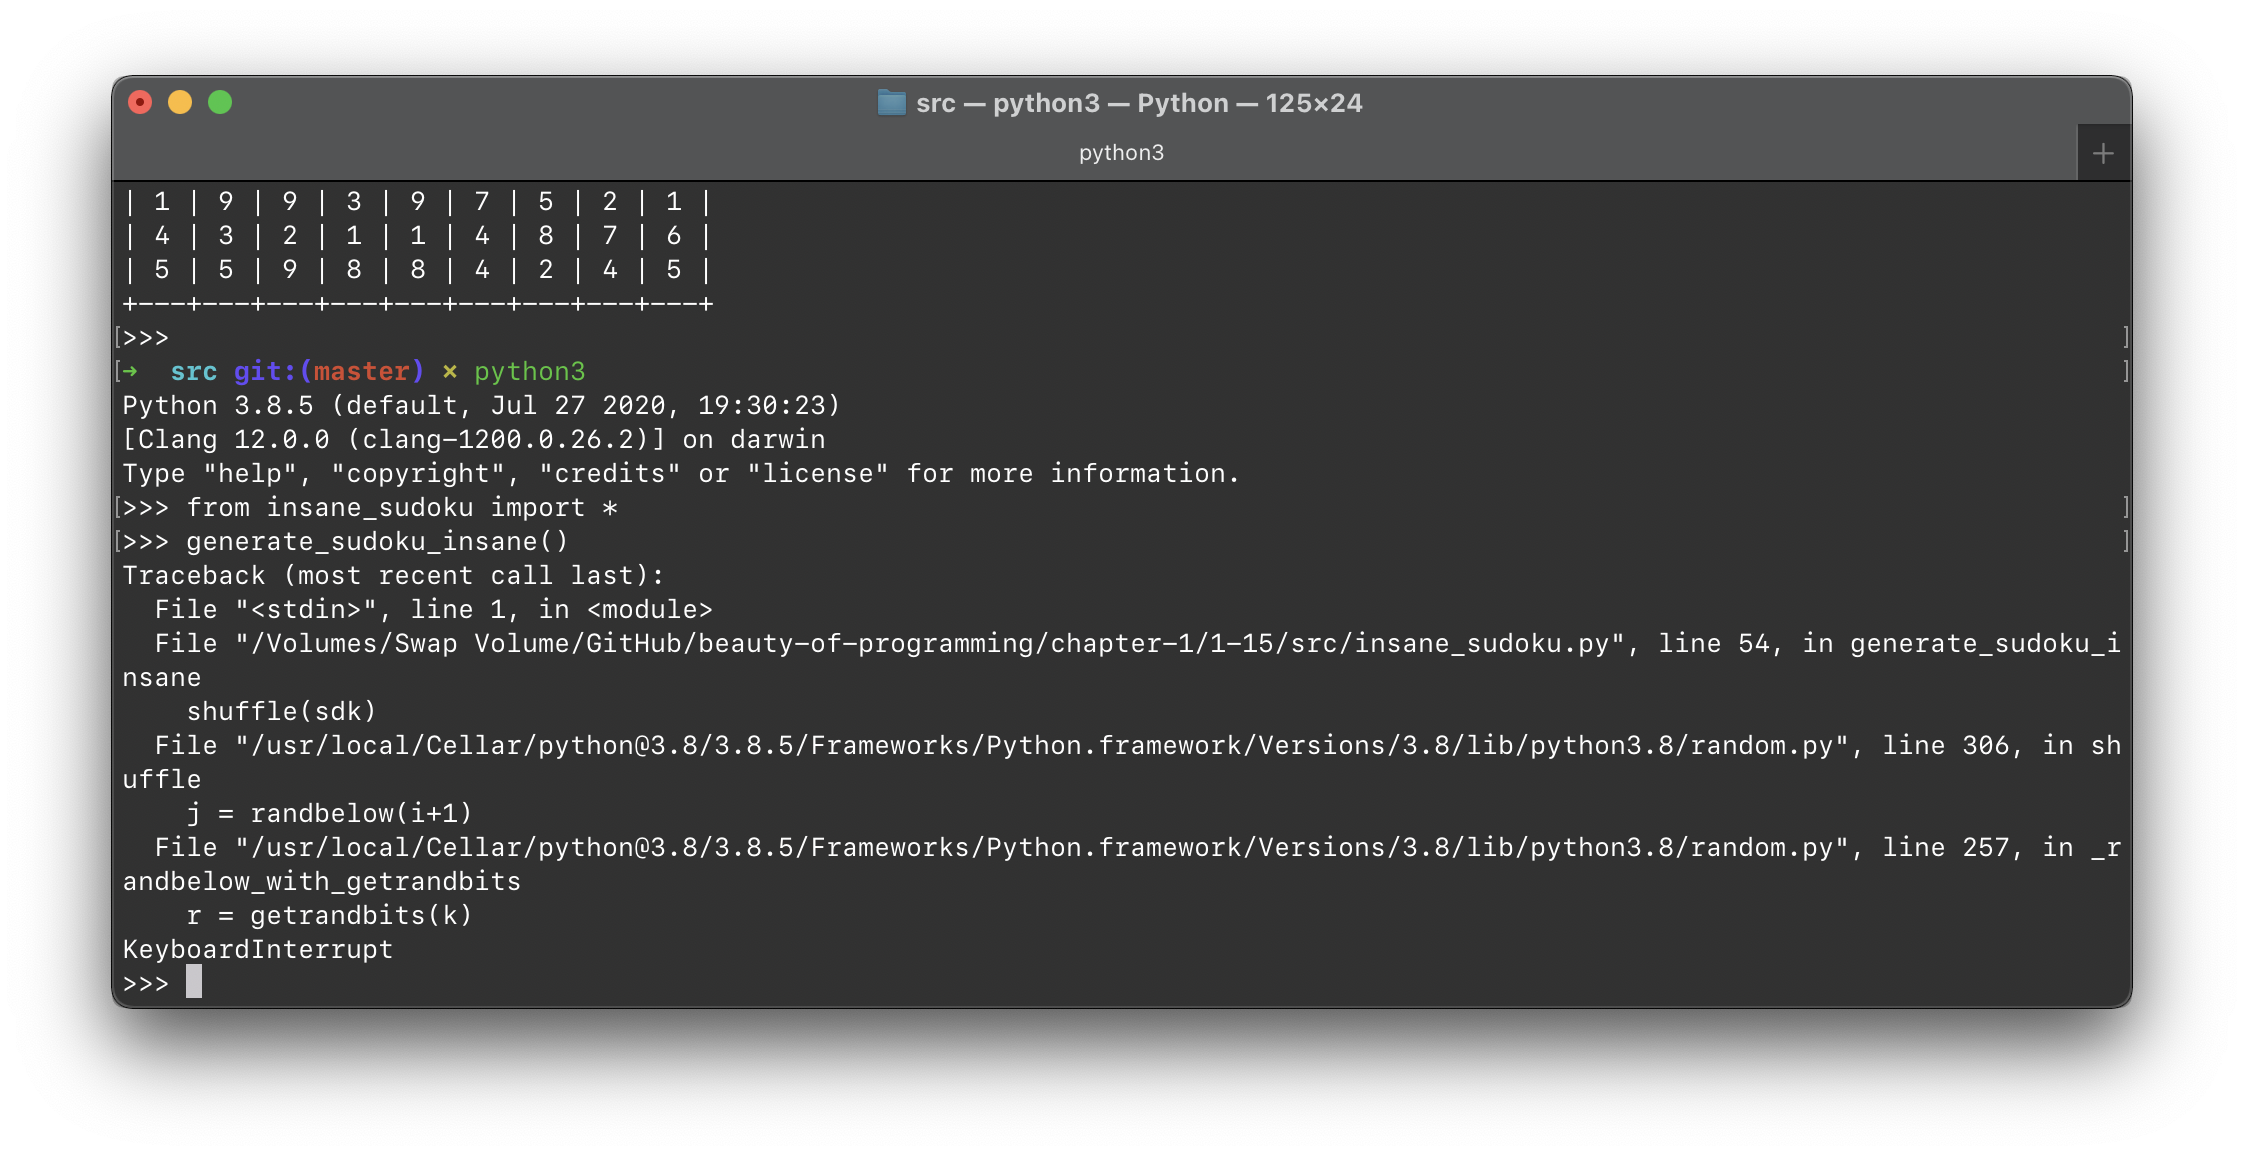 src — python3 — Python — 125×24
python3
+
| 1 | 9 | 9 | 3 | 9 | 7 | 5 | 2 | 1 |
| 4 | 3 | 2 | 1 | 1 | 4 | 8 | 7 | 6 |
| 5 | 5 | 9 | 8 | 8 | 4 | 2 | 4 | 5 |
+---+---+---+---+---+---+---+---+---+
[>>> ]
[➜  src git:(master) × python3 ]
Python 3.8.5 (default, Jul 27 2020, 19:30:23)
[Clang 12.0.0 (clang-1200.0.26.2)] on darwin
Type "help", "copyright", "credits" or "license" for more information.
[>>> from insane_sudoku import * ]
[>>> generate_sudoku_insane() ]
Traceback (most recent call last):
  File "<stdin>", line 1, in <module>
  File "/Volumes/Swap Volume/GitHub/beauty-of-programming/chapter-1/1-15/src/insane_sudoku.py", line 54, in generate_sudoku_i
nsane
    shuffle(sdk)
  File "/usr/local/Cellar/python@3.8/3.8.5/Frameworks/Python.framework/Versions/3.8/lib/python3.8/random.py", line 306, in sh
uffle
    j = randbelow(i+1)
  File "/usr/local/Cellar/python@3.8/3.8.5/Frameworks/Python.framework/Versions/3.8/lib/python3.8/random.py", line 257, in _r
andbelow_with_getrandbits
    r = getrandbits(k)
KeyboardInterrupt
>>>